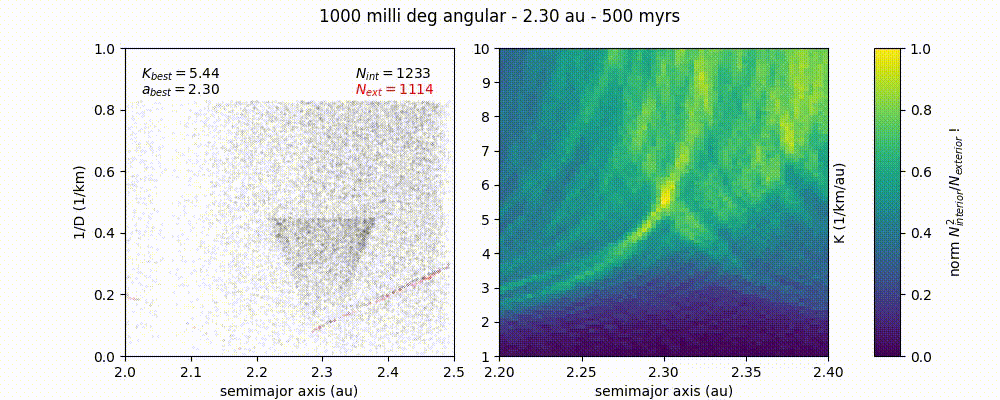 1000 milli deg angular - 2.30 au - 500 myrs
K_best = 5.44
a_best = 2.30
N_int = 1233
N_ext = 1114
1.0
0.8
0.6
0.4
0.2
0.0
1/D (1/km)
2.0 2.1 2.2 2.3 2.4 2.5
semimajor axis (au)
10
9
8
7
6
5
4
3
2
1
2.20 2.25 2.30 2.35 2.40
semimajor axis (au)
K (1/km/au)
1.0
0.8
0.6
0.4
0.2
0.0
norm N²_interior/N_exterior !